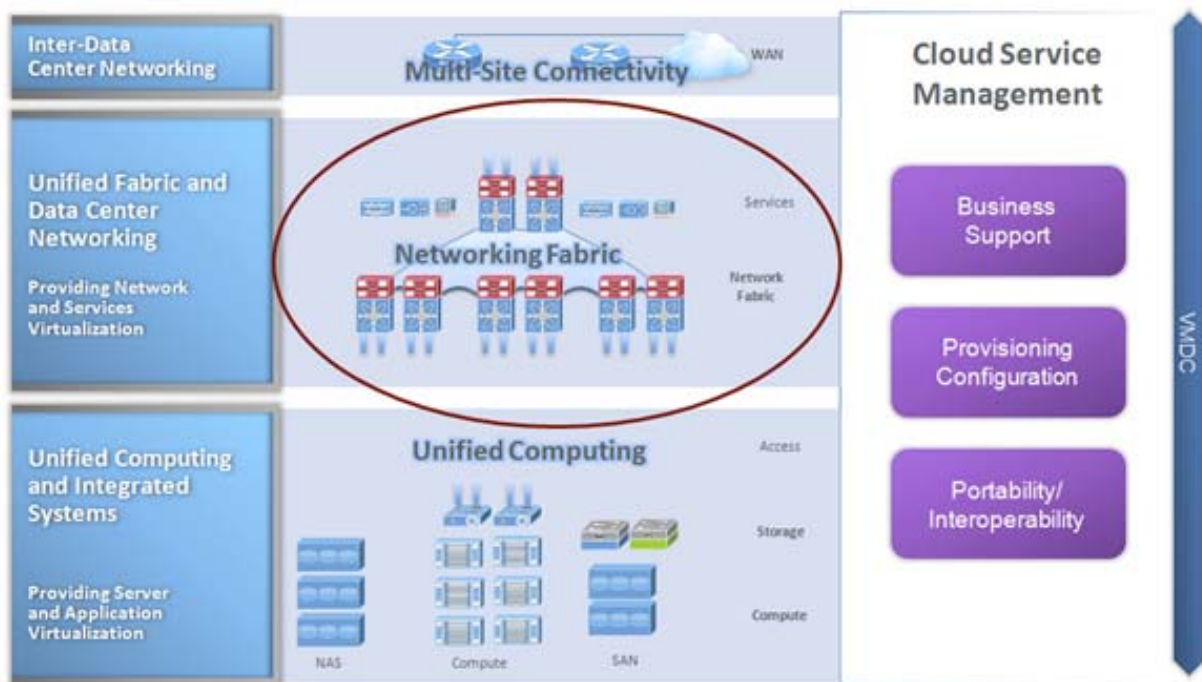 Inter-Data
Center Networking
Multi-Site Connectivity
WAN
Unified Fabric and
Data Center
Networking
Providing Network
and Services
Virtualization
Services
Networking Fabric
Network
Fabric
Unified Computing
and Integrated
Systems
Providing Server
and Application
Virtualization
Unified Computing
Access
Storage
Compute
NAS
Compute
SAN
Cloud Service
Management
Business
Support
Provisioning
Configuration
Portability/
Interoperability
VMDC